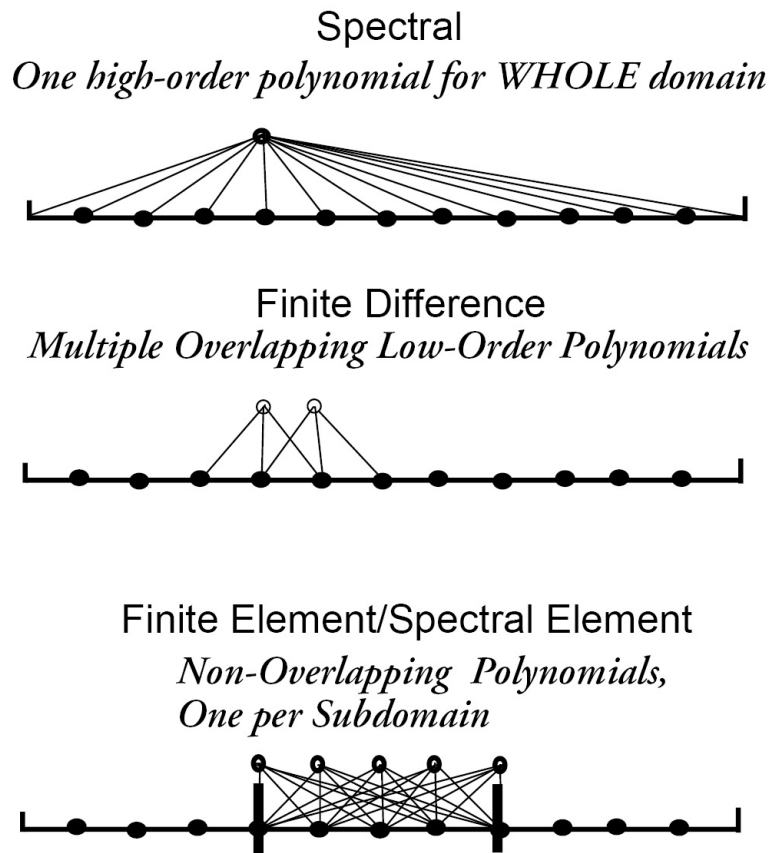 Spectral
One high-order polynomial for WHOLE domain
Finite Difference
Multiple Overlapping Low-Order Polynomials
Finite Element/Spectral Element
Non-Overlapping Polynomials,
One per Subdomain